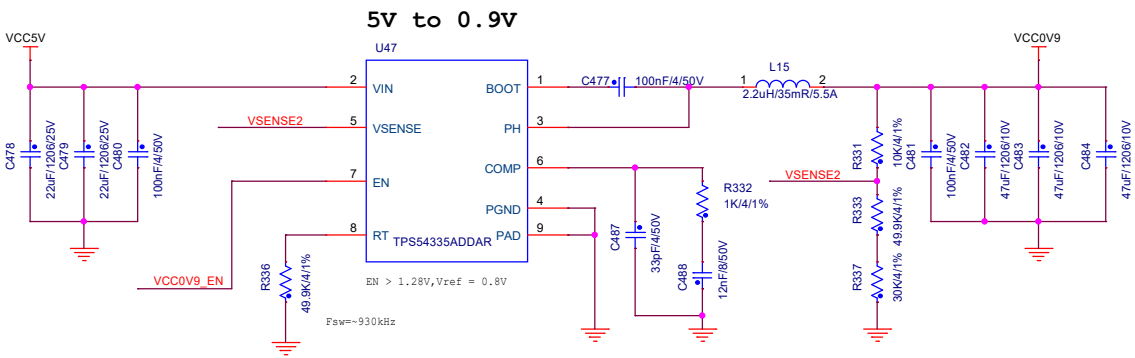 5V to 0.9V
VCC5V
VCC0V9
U47
L15
2
VIN
BOOT
1
C477
100nF/4/50V
1
2
2.2uH/35mR/5.5A
VSENSE2
5
VSENSE
PH
3
C478
22uF/1206/25V
C479
22uF/1206/25V
C480
100nF/4/50V
R331
10K/4/1%
C481
100nF/4/50V
C482
47uF/1206/10V
C483
47uF/1206/10V
C484
47uF/1206/10V
7
EN
COMP
6
VSENSE2
R332
1K/4/1%
PGND
4
8
RT
TPS54335ADDAR
PAD
9
C487
33pF/4/50V
R333
49.9K/4/1%
VCC0V9_EN
R336
49.9K/4/1%
EN > 1.28V,Vref = 0.8V
C488
12nF/8/50V
R337
30K/4/1%
Fsw=~930kHz